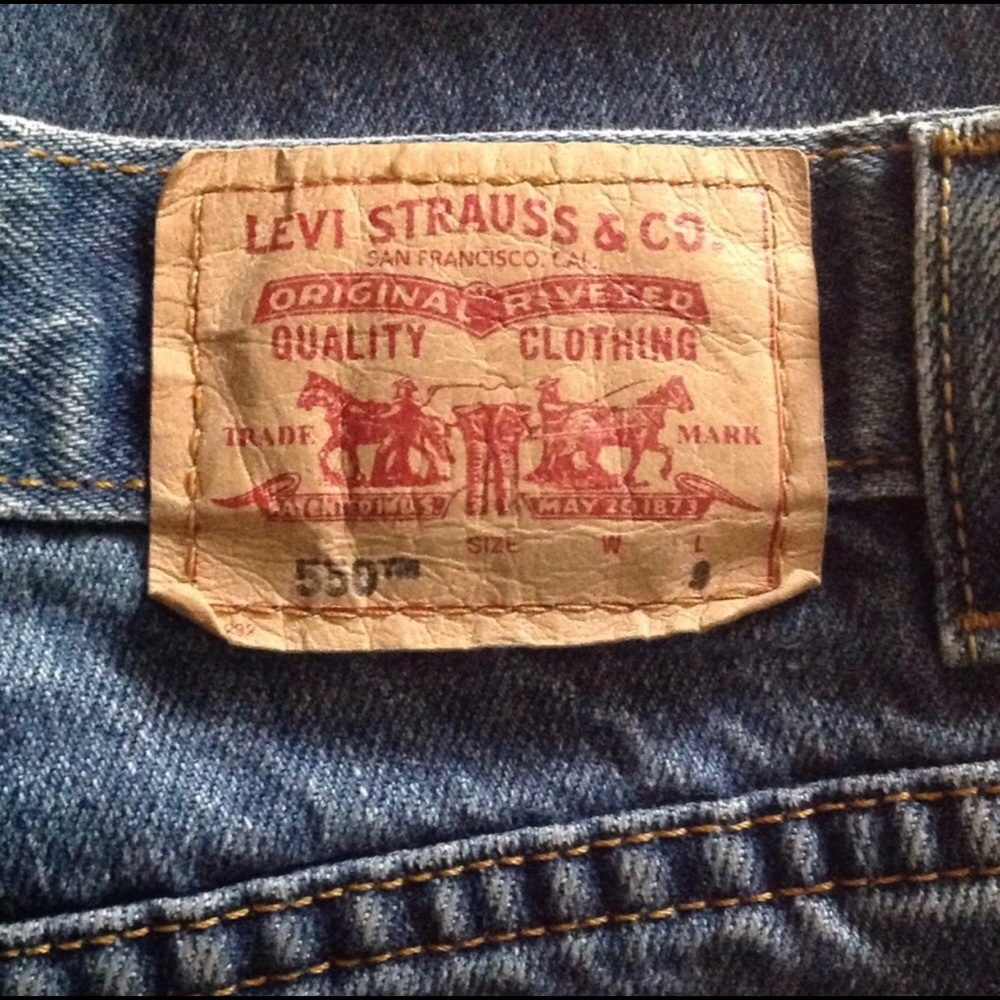 LEVI STRAUSS & CO.
SAN FRANCISCO, CAL.
ORIGINAL RIVETED
QUALITY CLOTHING
TRADE MARK
MAY 20 1873
SIZE W L
550™